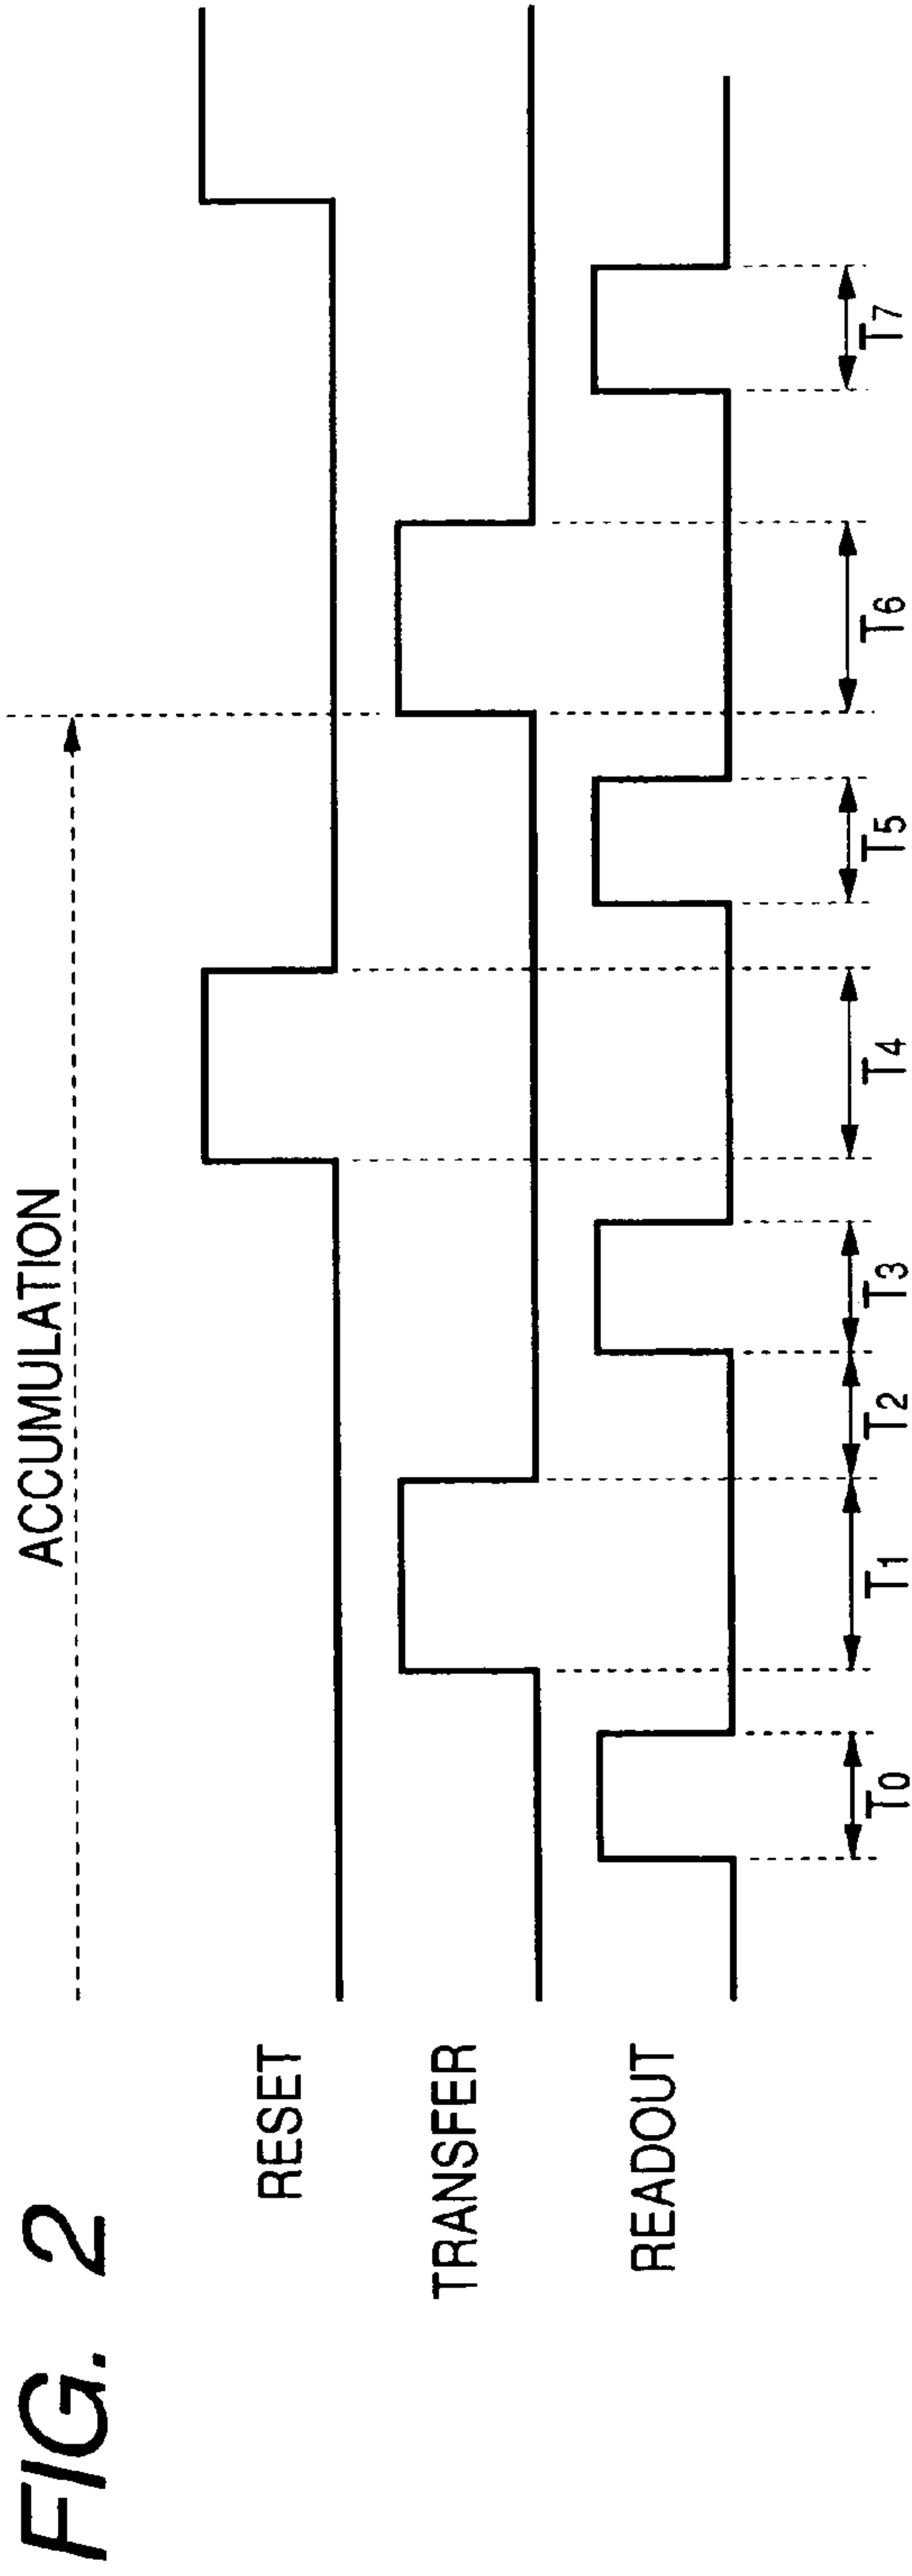 FIG. 2
ACCUMULATION
RESET
TRANSFER
READOUT
T0 T1 T2 T3 T4 T5 T6 T7